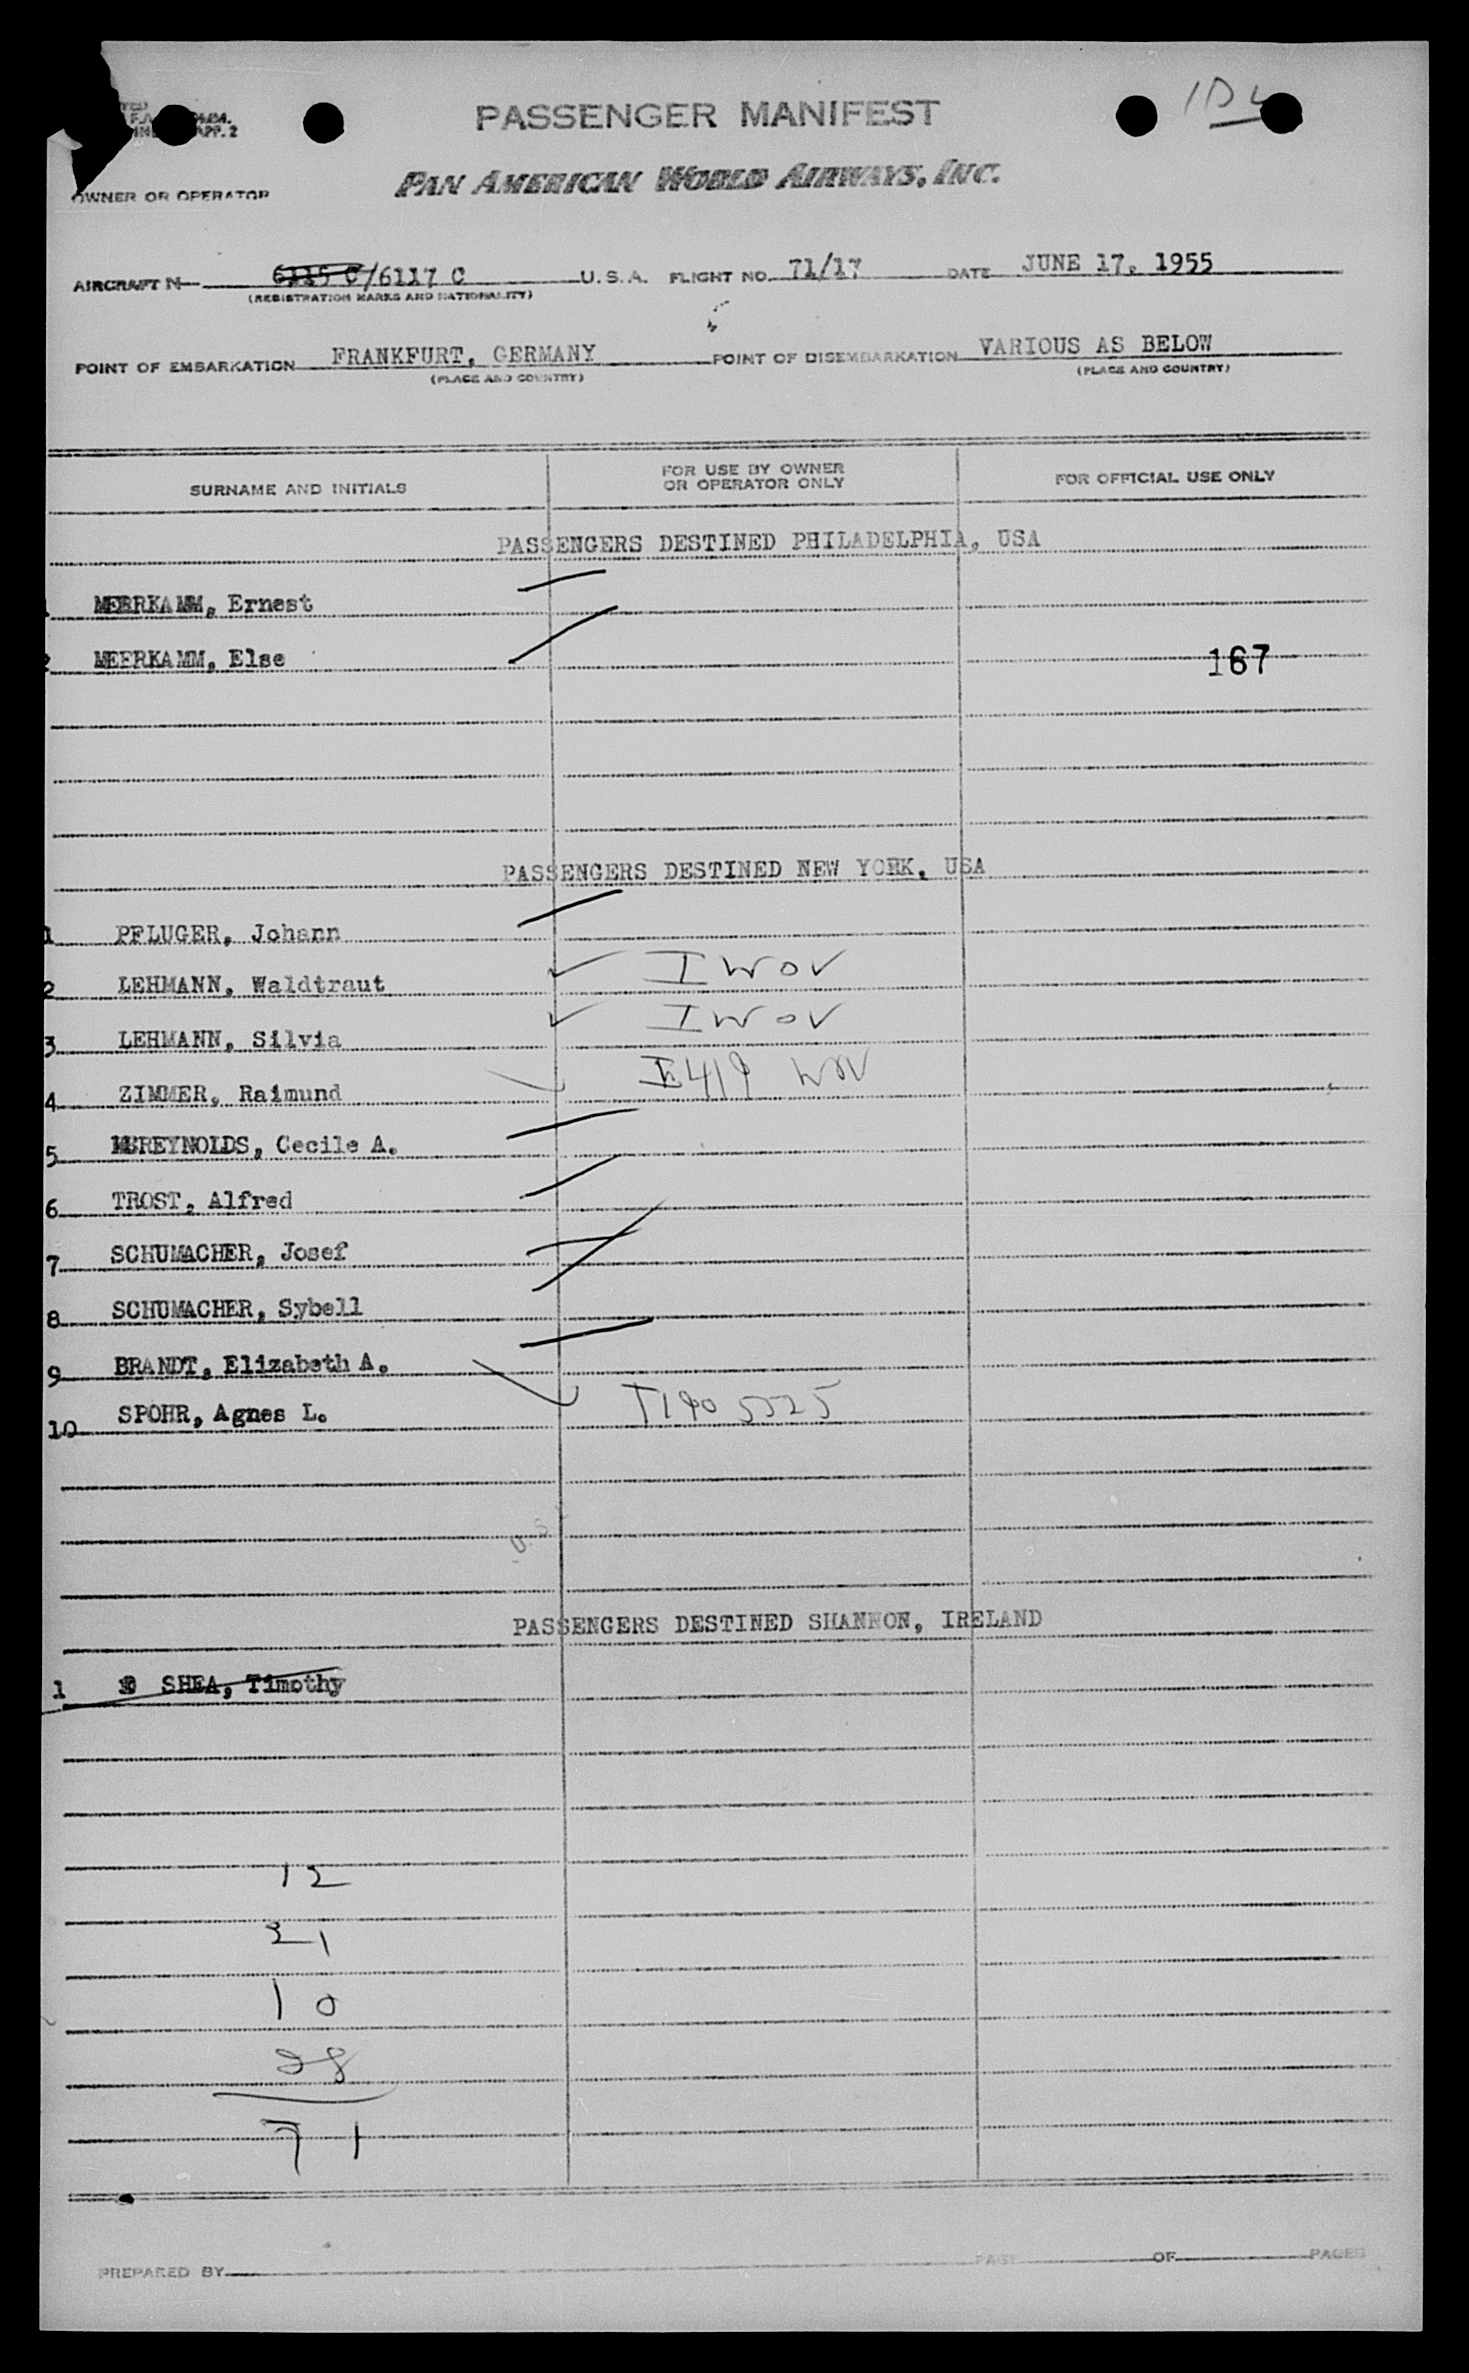 PASSENGER MANIFEST
APP. 2
OWNER OR OPERATOR PAN AMERICAN WORLD AIRWAYS, INC.
AIRCRAFT N 6115 C/6117 C U.S.A. FLIGHT NO. 71/17 DATE JUNE 17, 1955
(REGISTRATION MARKS AND NATIONALITY)
POINT OF EMBARKATION FRANKFURT, GERMANY POINT OF DISEMBARKATION VARIOUS AS BELOW
(PLACE AND COUNTRY) (PLACE AND COUNTRY)
SURNAME AND INITIALS FOR USE BY OWNER OR OPERATOR ONLY FOR OFFICIAL USE ONLY
PASSENGERS DESTINED PHILADELPHIA, USA
MEERKAMM, Ernest
MEERKAMM, Else 167
PASSENGERS DESTINED NEW YORK, USA
1 PFLUGER, Johann
2 LEHMANN, Waldtraut I WOV
3 LEHMANN, Silvia I WOV
4 ZIMMER, Raimund
5 Cecile A.
6 TROST, Alfred
7 SCHUMACHER, Josef
8 SCHUMACHER, Sybell
9 BRANDT, Elizabeth A.
10 SPOHR, Agnes L.
PASSENGERS DESTINED SHANNON, IRELAND
1 SHEA, Timothy
12
21
10
28
71
PREPARED BY PAGE OF PAGES